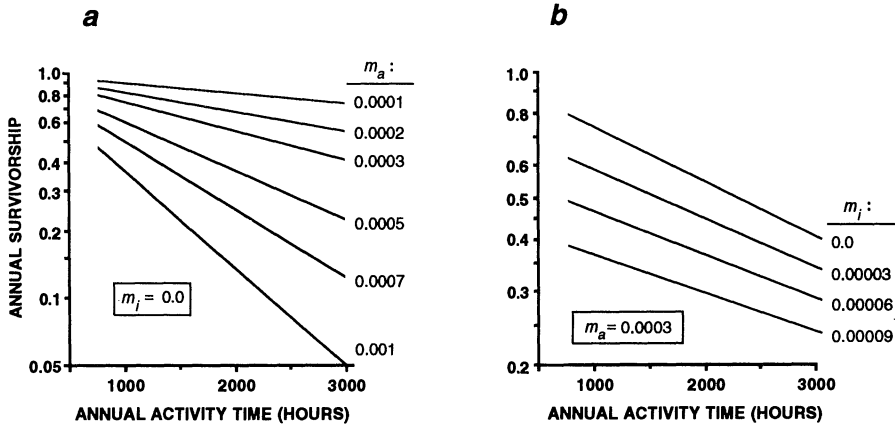 a
ANNUAL SURVIVORSHIP
1.0
0.8
0.6
0.4
0.3
0.2
0.1
0.05
1000 2000 3000
ANNUAL ACTIVITY TIME (HOURS)
m_a :
0.0001
0.0002
0.0003
0.0005
0.0007
0.001
m_i = 0.0
b
1.0
0.8
0.6
0.5
0.4
0.3
0.2
1000 2000 3000
ANNUAL ACTIVITY TIME (HOURS)
m_i :
0.0
0.00003
0.00006
0.00009
m_a = 0.0003